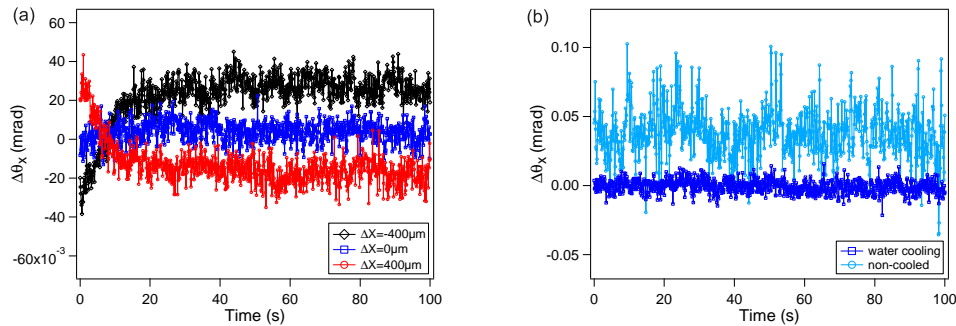 (a)
60
40
20
0
-20
-40
-60x10⁻³
Δθx (mrad)
0 20 40 60 80 100
Time (s)
ΔX=-400µm
ΔX=0µm
ΔX=400µm
(b)
0.10
0.05
0.00
-0.05
Δθx (mrad)
0 20 40 60 80 100
Time (s)
water cooling
non-cooled